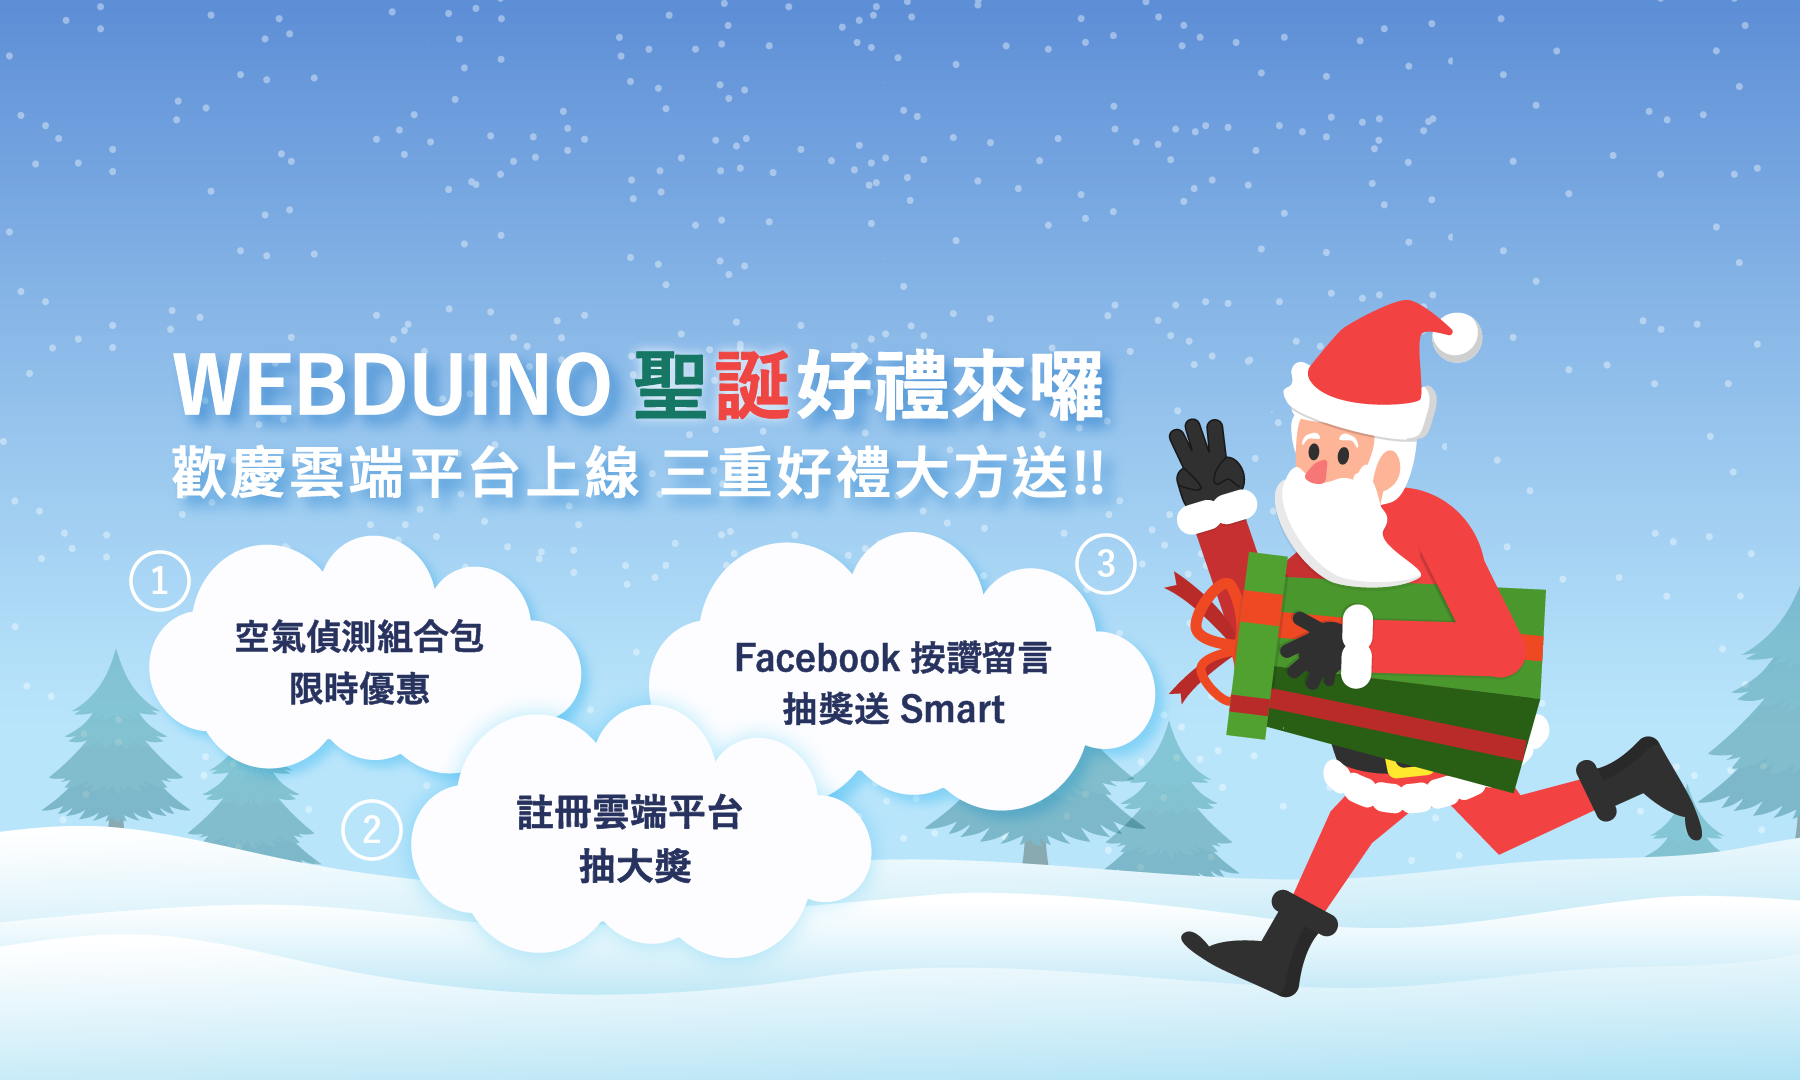 WEBDUINO 聖誕好禮來囉
歡慶雲端平台上線 三重好禮大方送!!
1
空氣偵測組合包
限時優惠
2
註冊雲端平台
抽大獎
3
Facebook 按讚留言
抽獎送 Smart